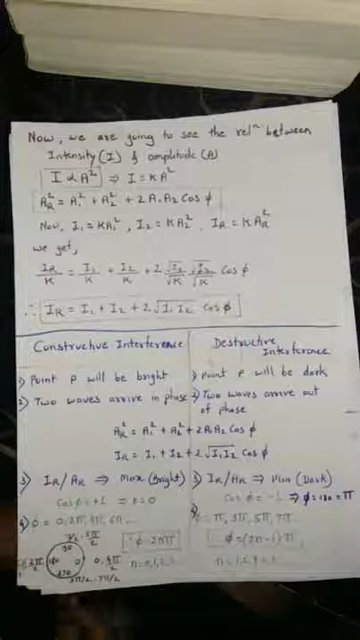 Now, we are going to see the relⁿ between
Intensity (I) & amplitude (A)
I ∝ A² ⇒ I = KA²
A_R² = A₁² + A₂² + 2A₁A₂ Cos ϕ
Now, I₁ = KA₁², I₂ = KA₂², I_R = KA_R²
we get,
I_R/K = I₁/K + I₂/K + 2 √I₁/√K √I₂/√K Cos ϕ
∴ I_R = I₁ + I₂ + 2√I₁I₂ Cos ϕ
Constructive Interference
1) Point P will be bright
2) Two waves arrive in phase
Destructive Interference
1) Point P will be dark
2) Two waves arrive out
of phase
A_R² = A₁² + A₂² + 2A₁A₂ Cos ϕ
I_R = I₁ + I₂ + 2√I₁I₂ Cos ϕ
3) I_R/A_R ⇒ Max (Bright)
Cos ϕ = +1 ⇒ ϕ = 0
4) ϕ = 0, 2π, 4π, 6π..
ϕ = 2nπ
n = 0, 1, 2,
3) I_R/A_R ⇒ Min (Dark)
Cos ϕ = -1 ⇒ ϕ = 180 = π
4)
ϕ = π, 3π, 5π, 7π
ϕ = (2n-1)π